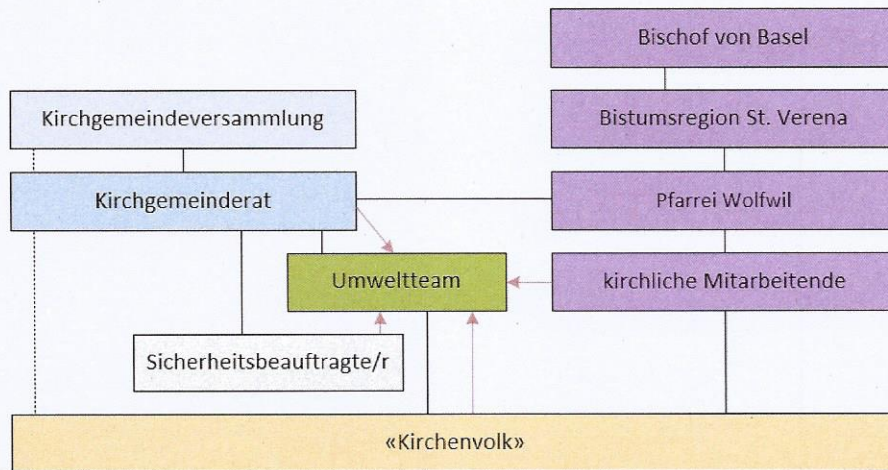 Bischof von Basel
Kirchgemeindeversammlung
Bistumsregion St. Verena
Kirchgemeinderat
Pfarrei Wolfwil
Umweltteam
kirchliche Mitarbeitende
Sicherheitsbeauftragte/r
«Kirchenvolk»